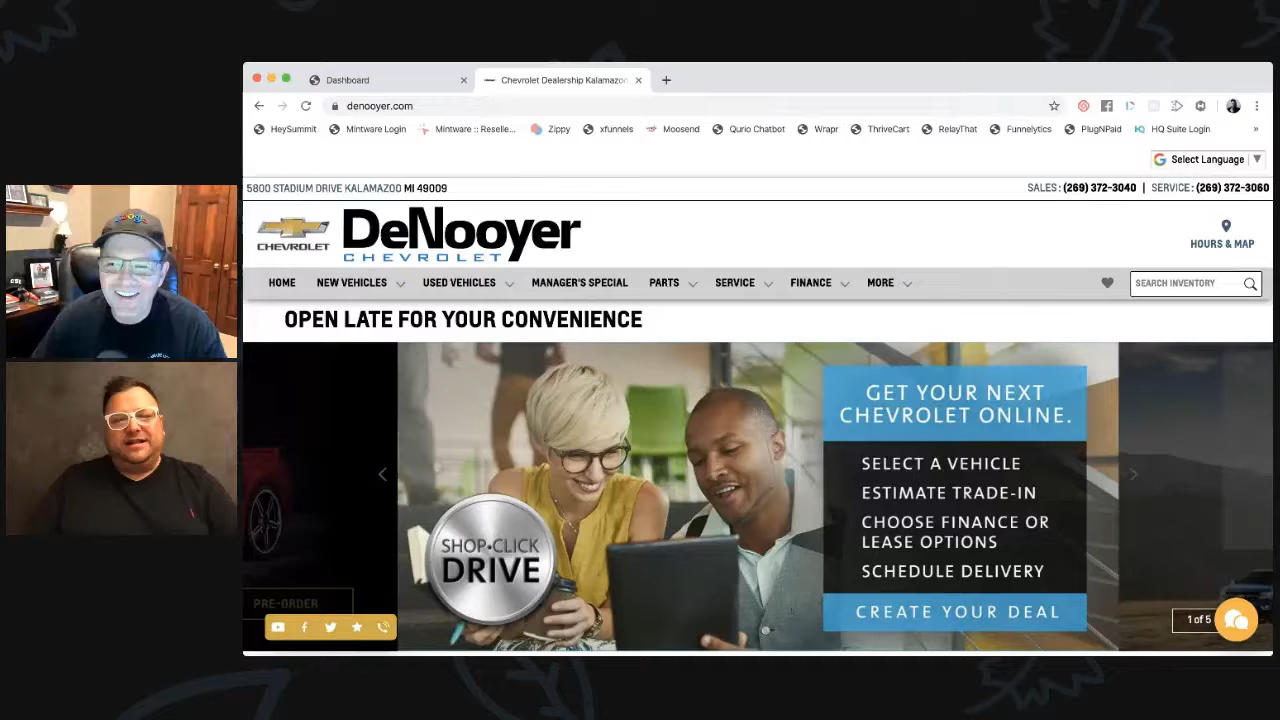 Dashboard
Chevrolet Dealership Kalamazoo
denooyer.com
HeySummit
Mintware Login
Mintware :: Reselle...
Zippy
xfunnels
Moosend
Qurio Chatbot
Wrapr
ThriveCart
RelayThat
Funnelytics
PlugNPaid
HQ Suite Login
»
Select Language
5800 STADIUM DRIVE KALAMAZOO MI 49009
SALES : (269) 372-3040 | SERVICE : (269) 372-3060
CHEVROLET
DeNooyer
CHEVROLET
HOURS & MAP
HOME
NEW VEHICLES
USED VEHICLES
MANAGER'S SPECIAL
PARTS
SERVICE
FINANCE
MORE
SEARCH INVENTORY
OPEN LATE FOR YOUR CONVENIENCE
GET YOUR NEXT
CHEVROLET ONLINE.
SELECT A VEHICLE
ESTIMATE TRADE-IN
CHOOSE FINANCE OR
LEASE OPTIONS
SCHEDULE DELIVERY
CREATE YOUR DEAL
SHOP•CLICK
DRIVE
PRE-ORDER
1 of 5